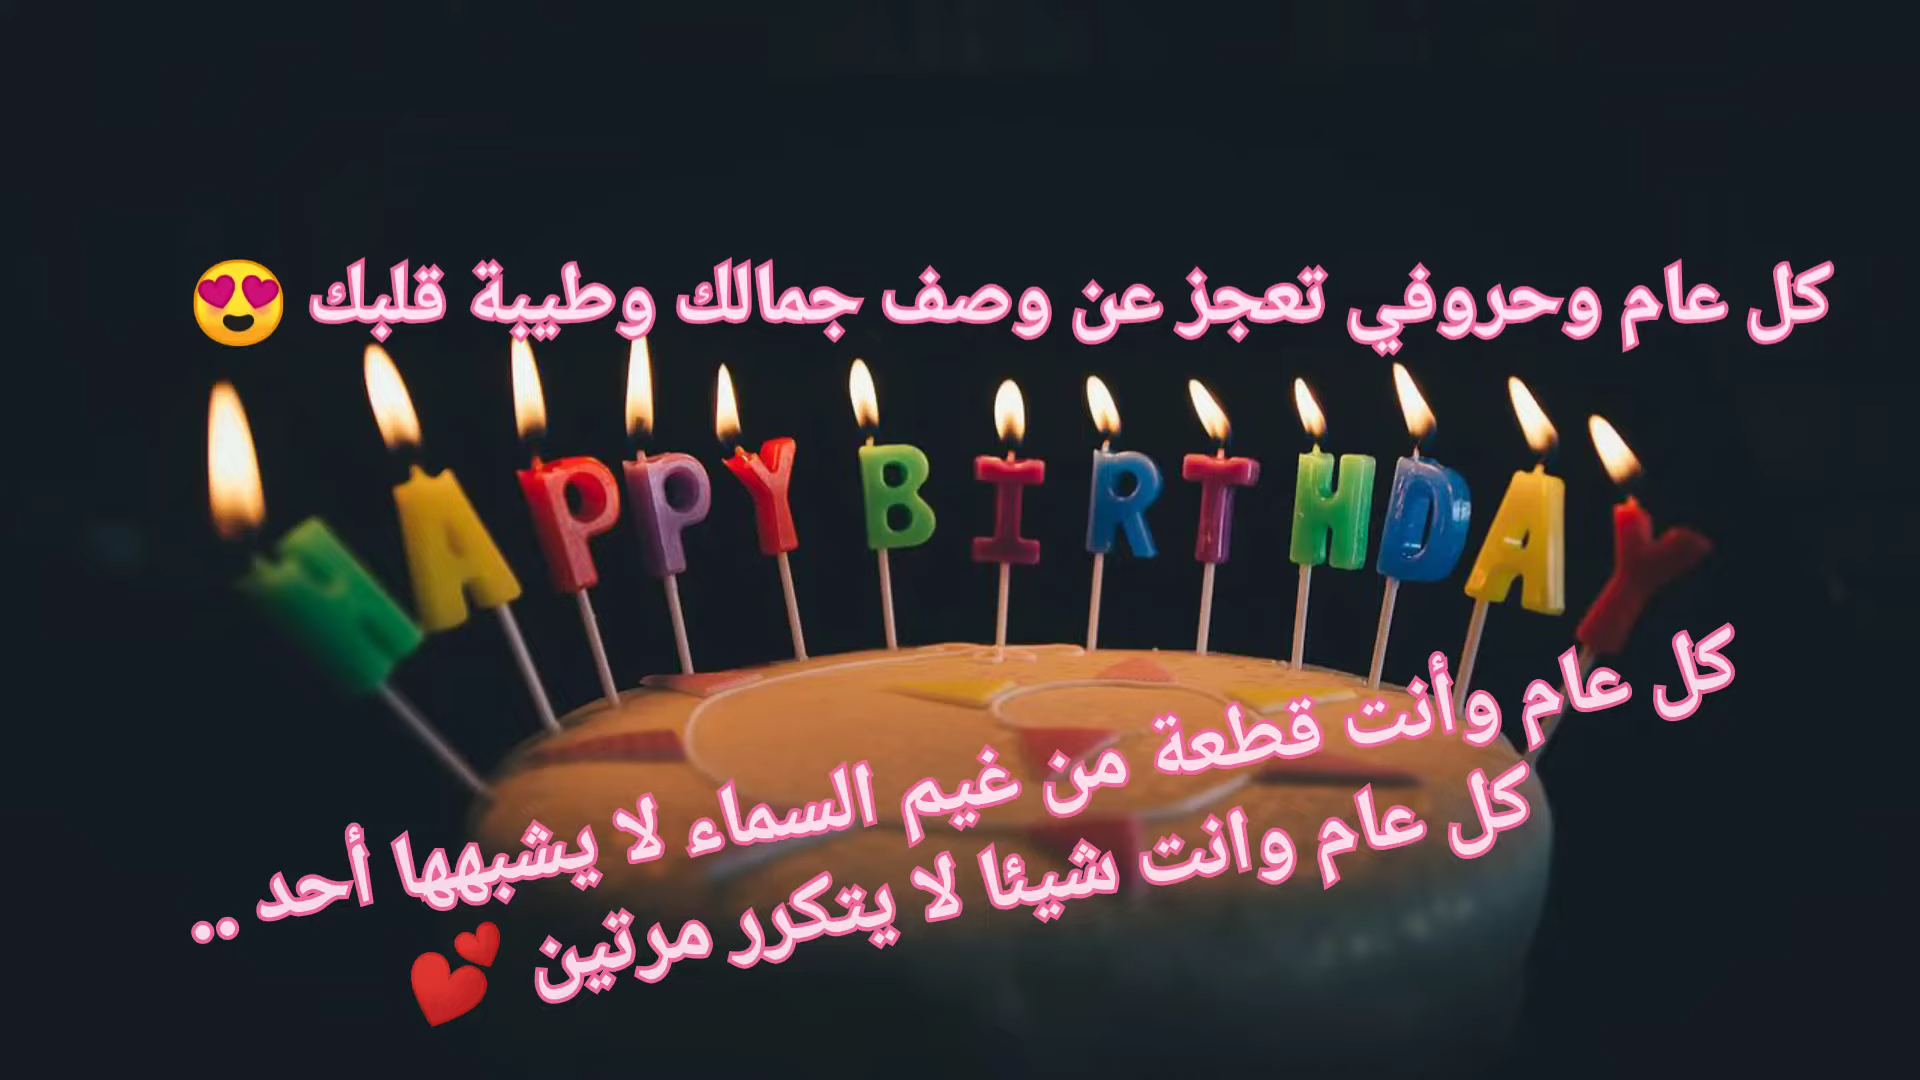 كل عام وحروفي تعجز عن وصف جمالك وطيبة قلبك 😍
HAPPY BIRTHDAY
كل عام وأنت قطعة من غيم السماء لا يشبهها أحد ..
كل عام وانت شيئا لا يتكرر مرتين 💕